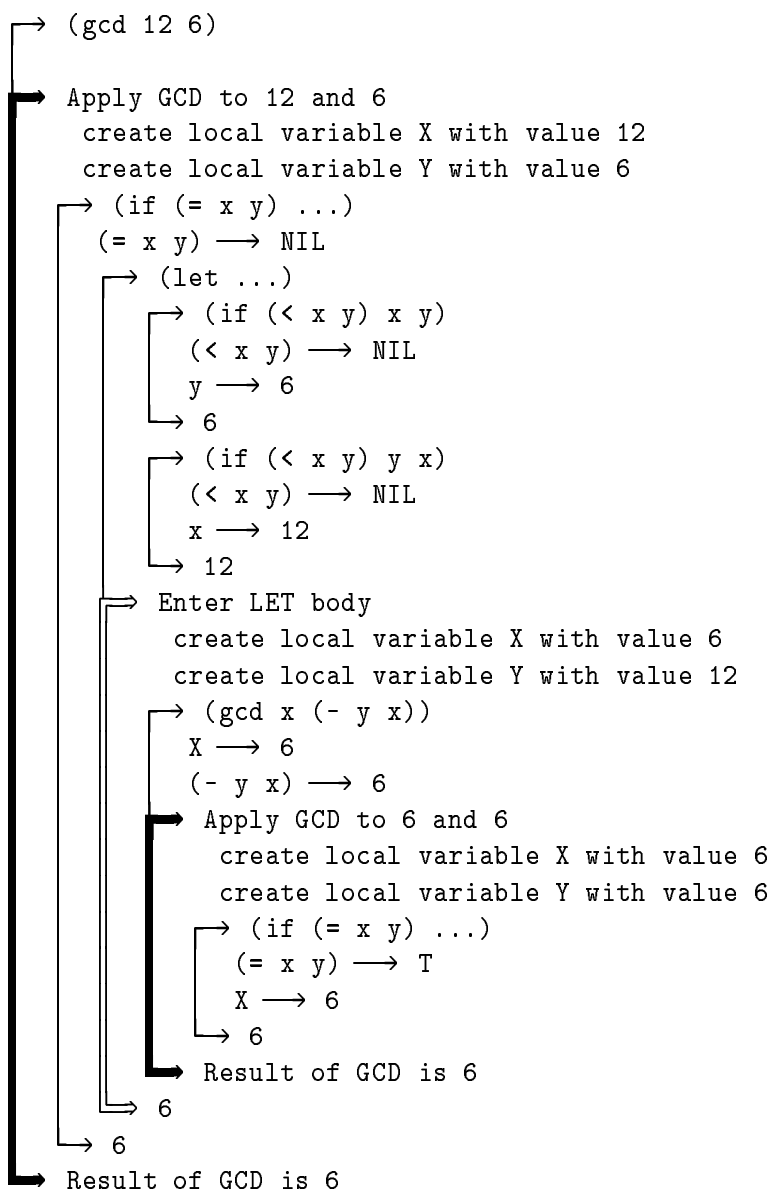 (gcd 12 6)
Apply GCD to 12 and 6
create local variable X with value 12
create local variable Y with value 6
(if (= x y) ...)
(= x y) ⟶ NIL
(let ...)
(if (< x y) x y)
(< x y) ⟶ NIL
y ⟶ 6
6
(if (< x y) y x)
(< x y) ⟶ NIL
x ⟶ 12
12
Enter LET body
create local variable X with value 6
create local variable Y with value 12
(gcd x (- y x))
X ⟶ 6
(- y x) ⟶ 6
Apply GCD to 6 and 6
create local variable X with value 6
create local variable Y with value 6
(if (= x y) ...)
(= x y) ⟶ T
X ⟶ 6
6
Result of GCD is 6
6
6
Result of GCD is 6